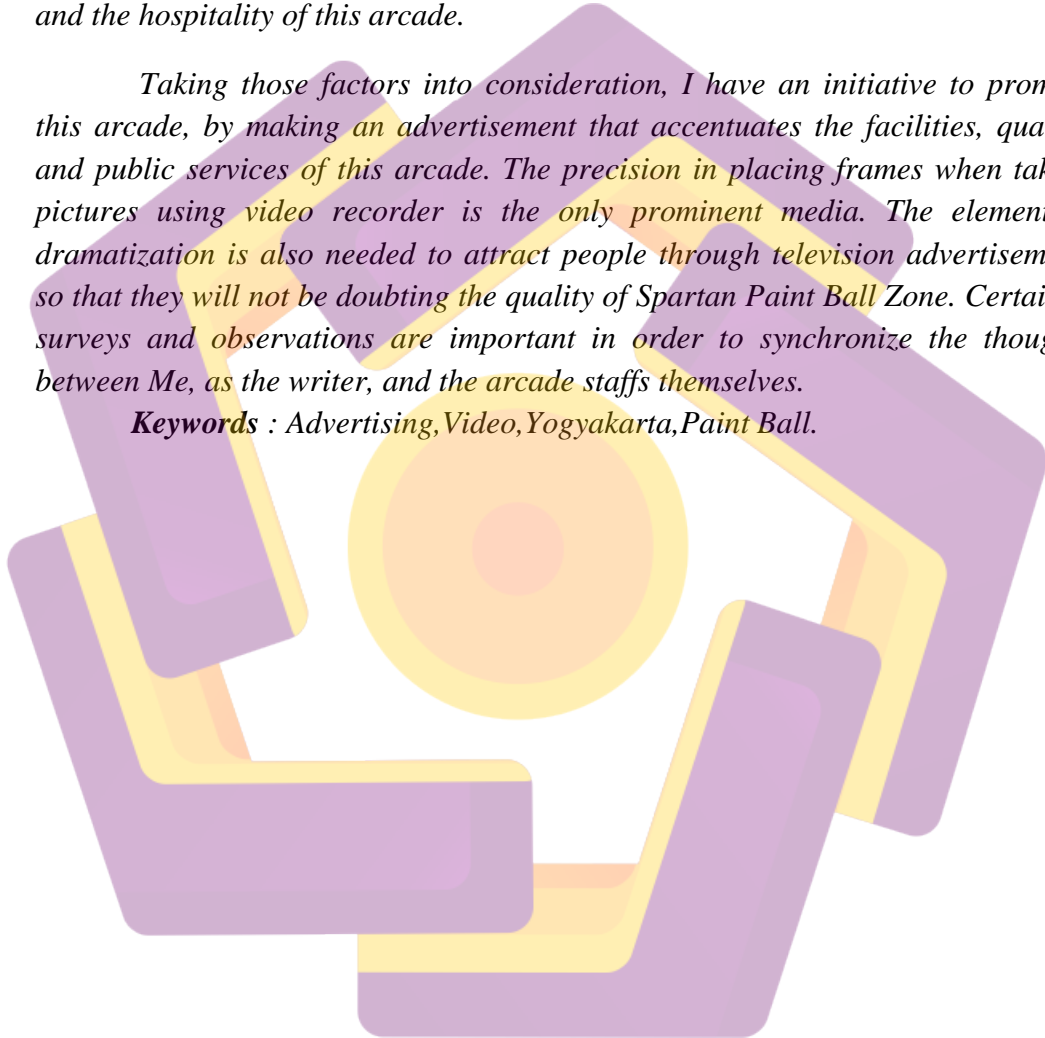 and the hospitality of this arcade.
Taking those factors into consideration, I have an initiative to prom
this arcade, by making an advertisement that accentuates the facilities, qua
and public services of this arcade. The precision in placing frames when tak
pictures using video recorder is the only prominent media. The element
dramatization is also needed to attract people through television advertisem
so that they will not be doubting the quality of Spartan Paint Ball Zone. Certai
surveys and observations are important in order to synchronize the thoug
between Me, as the writer, and the arcade staffs themselves.
Keywords : Advertising,Video,Yogyakarta,Paint Ball.